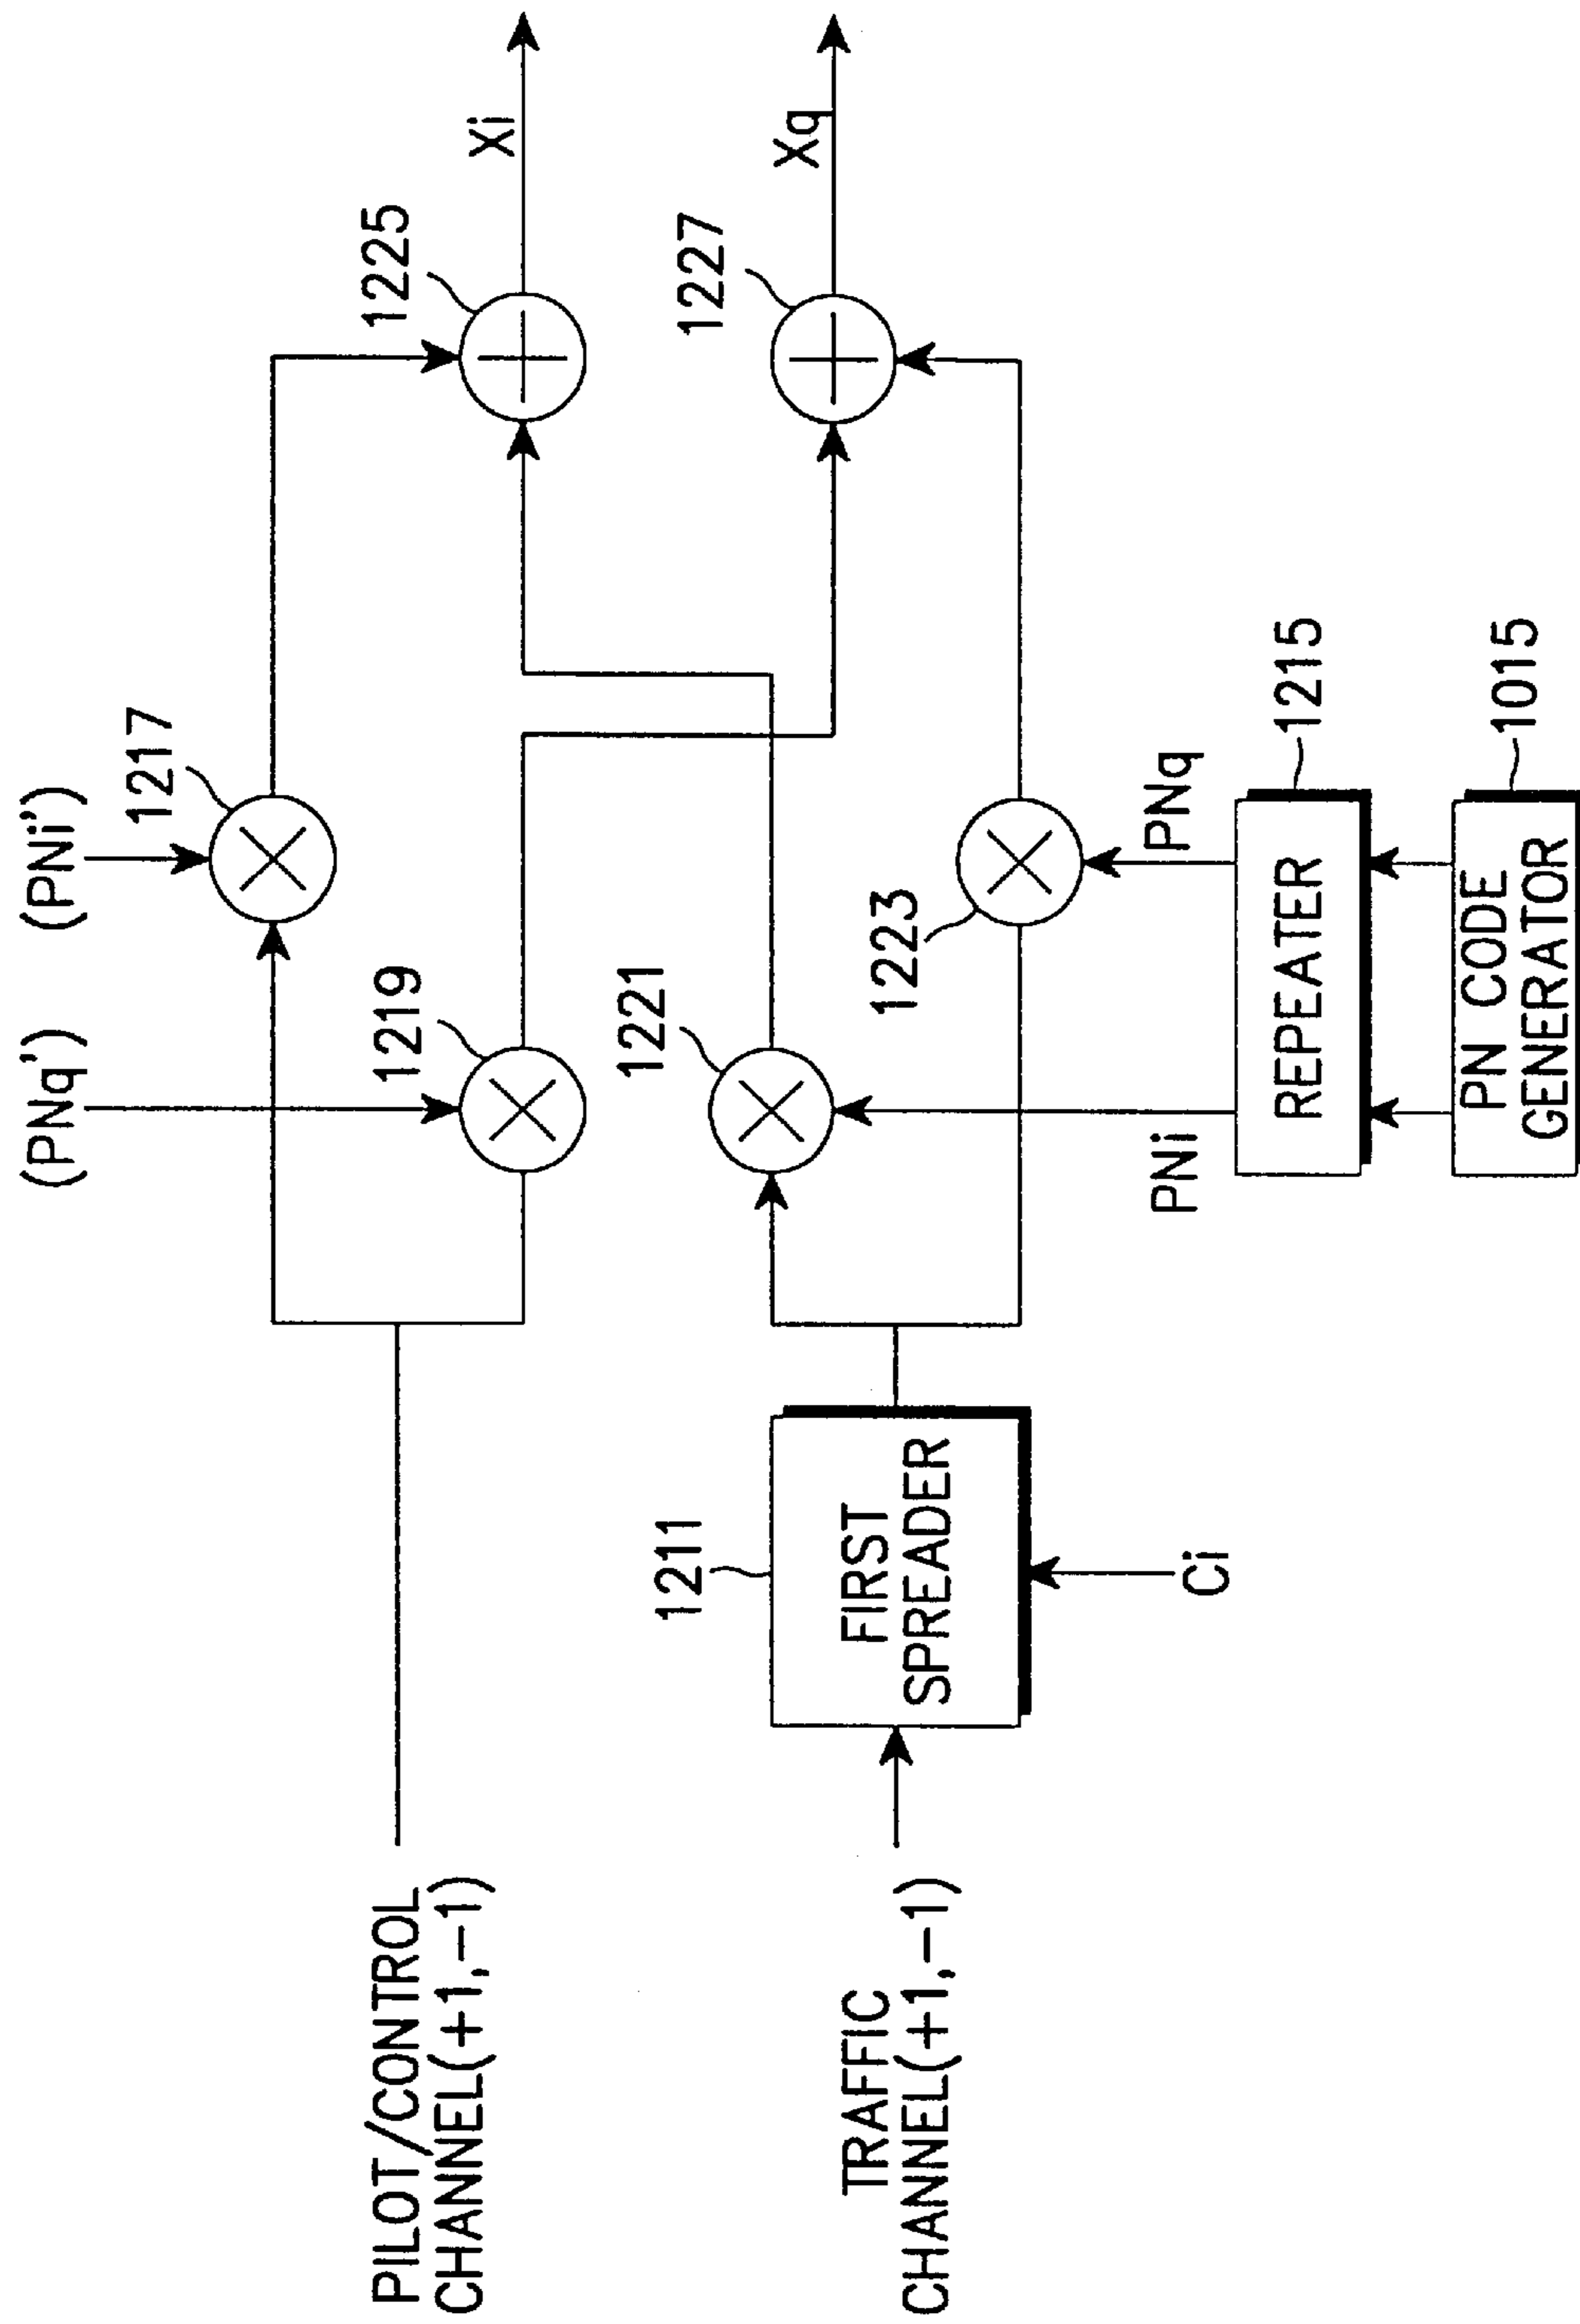 (PNq')
(PNi')
1217
1219
1225
Xi
PILOT/CONTROL
CHANNEL(+1,-1)
1221
1227
Xq
1211
FIRST
SPREADER
TRAFFIC
CHANNEL(+1,-1)
Ci
1223
PNi
PNq
REPEATER
1215
PN CODE
GENERATOR
1015